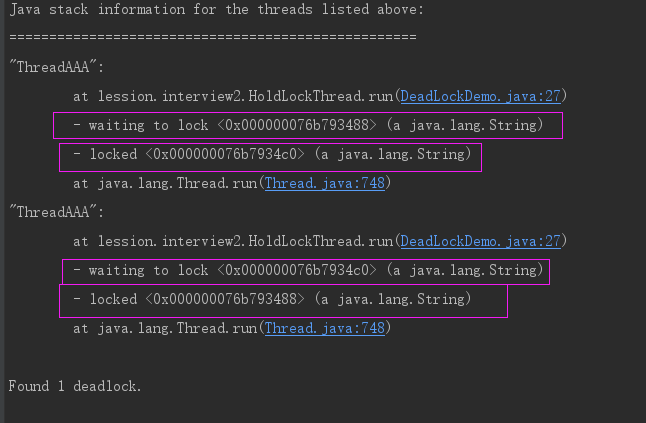 Java stack information for the threads listed above:
===================================================
"ThreadAAA":
at lession.interview2.HoldLockThread.run(DeadLockDemo.java:27)
- waiting to lock <0x000000076b793488> (a java.lang.String)
- locked <0x000000076b7934c0> (a java.lang.String)
at java.lang.Thread.run(Thread.java:748)
"ThreadAAA":
at lession.interview2.HoldLockThread.run(DeadLockDemo.java:27)
- waiting to lock <0x000000076b7934c0> (a java.lang.String)
- locked <0x000000076b793488> (a java.lang.String)
at java.lang.Thread.run(Thread.java:748)
Found 1 deadlock.